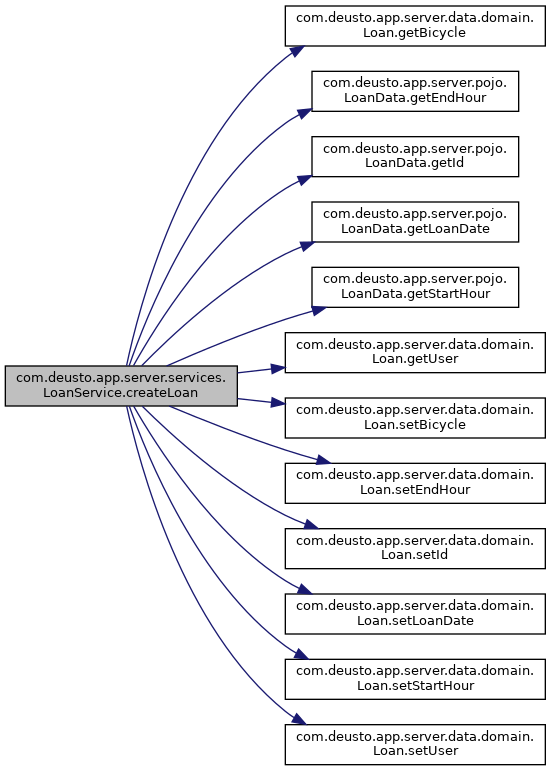 com.deusto.app.server.data.domain.
Loan.getBicycle
com.deusto.app.server.pojo.
LoanData.getEndHour
com.deusto.app.server.pojo.
LoanData.getId
com.deusto.app.server.pojo.
LoanData.getLoanDate
com.deusto.app.server.pojo.
LoanData.getStartHour
com.deusto.app.server.data.domain.
Loan.getUser
com.deusto.app.server.services.
LoanService.createLoan
com.deusto.app.server.data.domain.
Loan.setBicycle
com.deusto.app.server.data.domain.
Loan.setEndHour
com.deusto.app.server.data.domain.
Loan.setId
com.deusto.app.server.data.domain.
Loan.setLoanDate
com.deusto.app.server.data.domain.
Loan.setStartHour
com.deusto.app.server.data.domain.
Loan.setUser